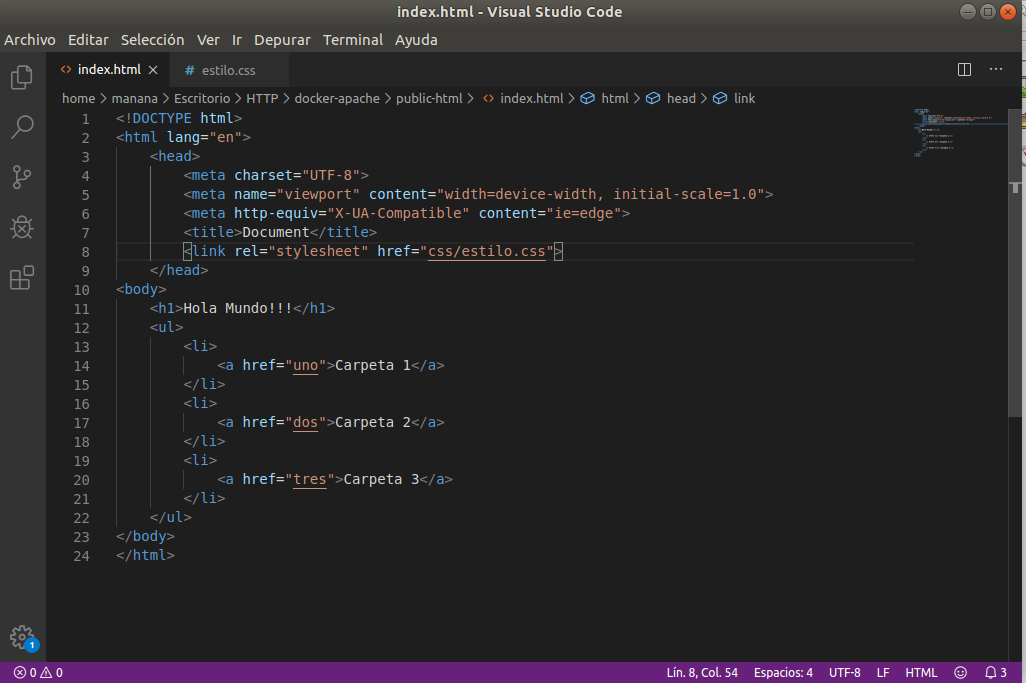 index.html - Visual Studio Code
Archivo Editar Selección Ver Ir Depurar Terminal Ayuda
<> index.html × # estilo.css ···
home > manana > Escritorio > HTTP > docker-apache > public-html > <> index.html > html > head > link
1 <!DOCTYPE html>
2 <html lang="en">
3 <head>
4 <meta charset="UTF-8">
5 <meta name="viewport" content="width=device-width, initial-scale=1.0">
6 <meta http-equiv="X-UA-Compatible" content="ie=edge">
7 <title>Document</title>
8 <link rel="stylesheet" href="css/estilo.css">
9 </head>
10 <body>
11 <h1>Hola Mundo!!!</h1>
12 <ul>
13 <li>
14 <a href="uno">Carpeta 1</a>
15 </li>
16 <li>
17 <a href="dos">Carpeta 2</a>
18 </li>
19 <li>
20 <a href="tres">Carpeta 3</a>
21 </li>
22 </ul>
23 </body>
24 </html>
1
0 0 Lín. 8, Col. 54 Espacios: 4 UTF-8 LF HTML 3